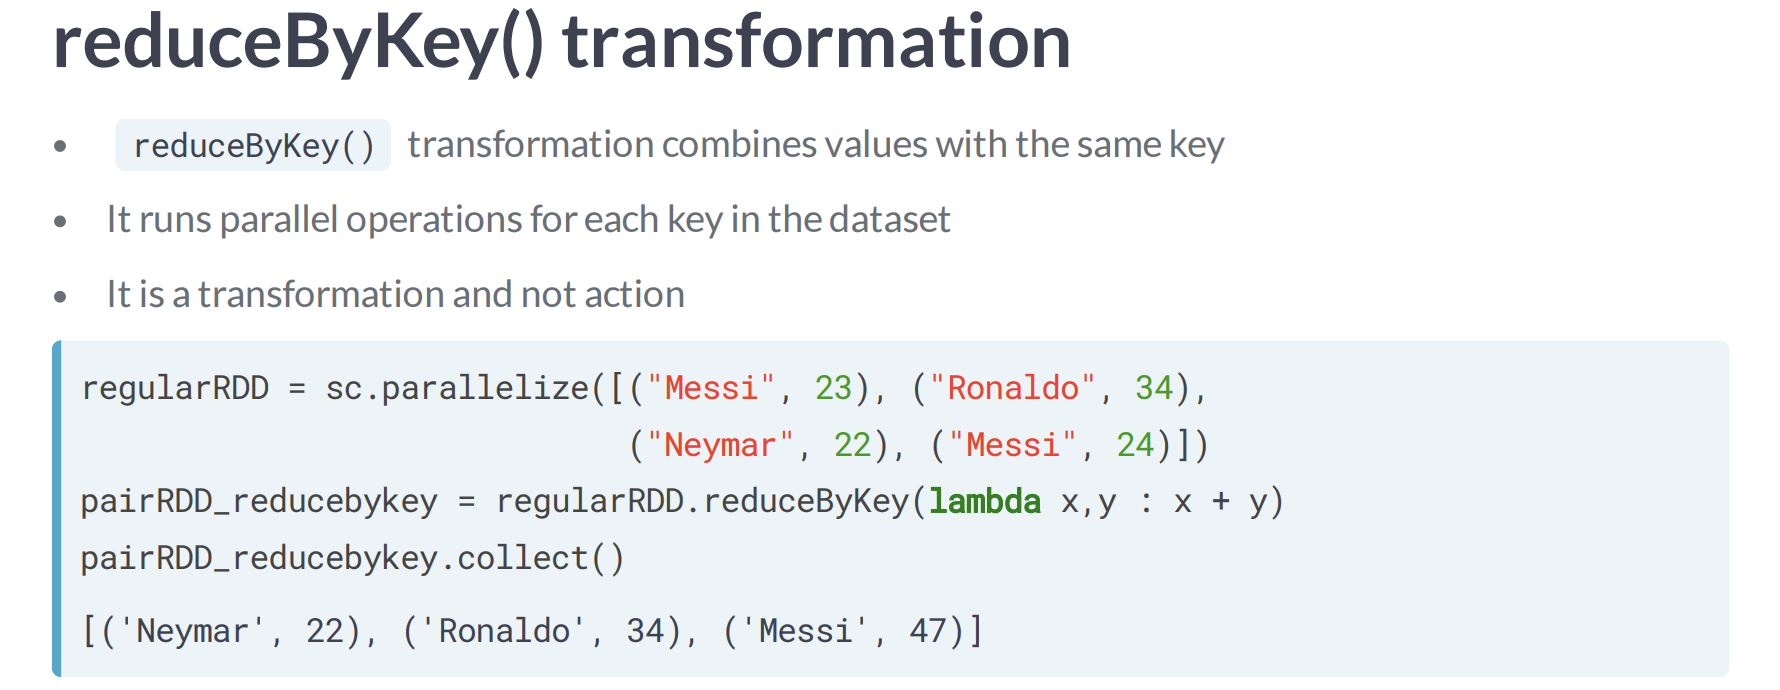 reduceByKey() transformation
• reduceByKey() transformation combines values with the same key
• It runs parallel operations for each key in the dataset
• It is a transformation and not action
regularRDD = sc.parallelize([("Messi", 23), ("Ronaldo", 34),
("Neymar", 22), ("Messi", 24)])
pairRDD_reducebykey = regularRDD.reduceByKey(lambda x,y : x + y)
pairRDD_reducebykey.collect()
[('Neymar', 22), ('Ronaldo', 34), ('Messi', 47)]